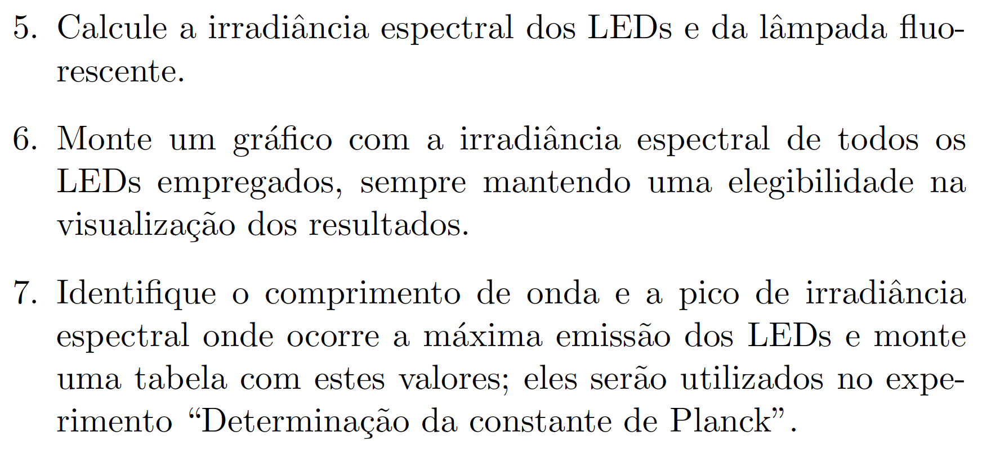 5. Calcule a irradiância espectral dos LEDs e da lâmpada fluo-
rescente.
6. Monte um gráfico com a irradiância espectral de todos os
LEDs empregados, sempre mantendo uma elegibilidade na
visualização dos resultados.
7. Identifique o comprimento de onda e a pico de irradiância
espectral onde ocorre a máxima emissão dos LEDs e monte
uma tabela com estes valores; eles serão utilizados no expe-
rimento “Determinação da constante de Planck”.